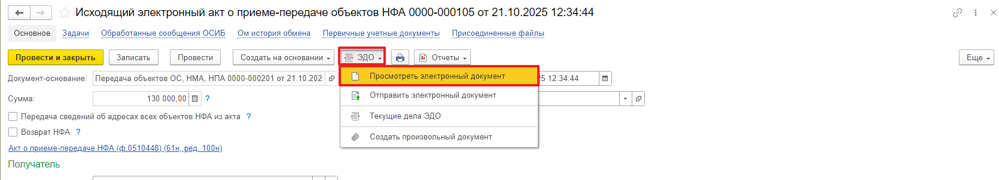 Исходящий электронный акт о приеме-передаче объектов НФА 0000-000105 от 21.10.2025 12:34:44
Основное Задачи Обработанные сообщения ОСИБ Ом история обмена Первичные учетные документы Присоединенные файлы
Провести и закрыть Записать Провести Создать на основании ЭДО Отчеты Еще
Документ-основание: Передача объектов ОС, НМА, НПА 0000-000201 от 21.10.202 25 12:34:44
Просмотреть электронный документ
Сумма: 130 000,00 ?
Отправить электронный документ
Передача сведений об адресах всех объектов НФА из акта ?
Текущие дела ЭДО
Возврат НФА ?
Создать произвольный документ
Акт о приеме-передаче НФА (ф.0510448) (61н, ред. 100н)
Получатель